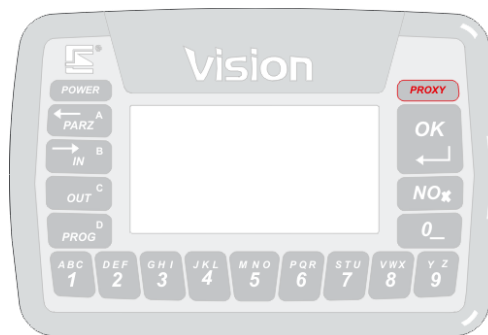 Vision
POWER
PROXY
← PARZ A
→ IN B
OUT C
PROG D
OK
↵
NO✖
0_
ABC 1
DEF 2
GHI 3
JKL 4
MNO 5
PQR 6
STU 7
VWX 8
YZ 9